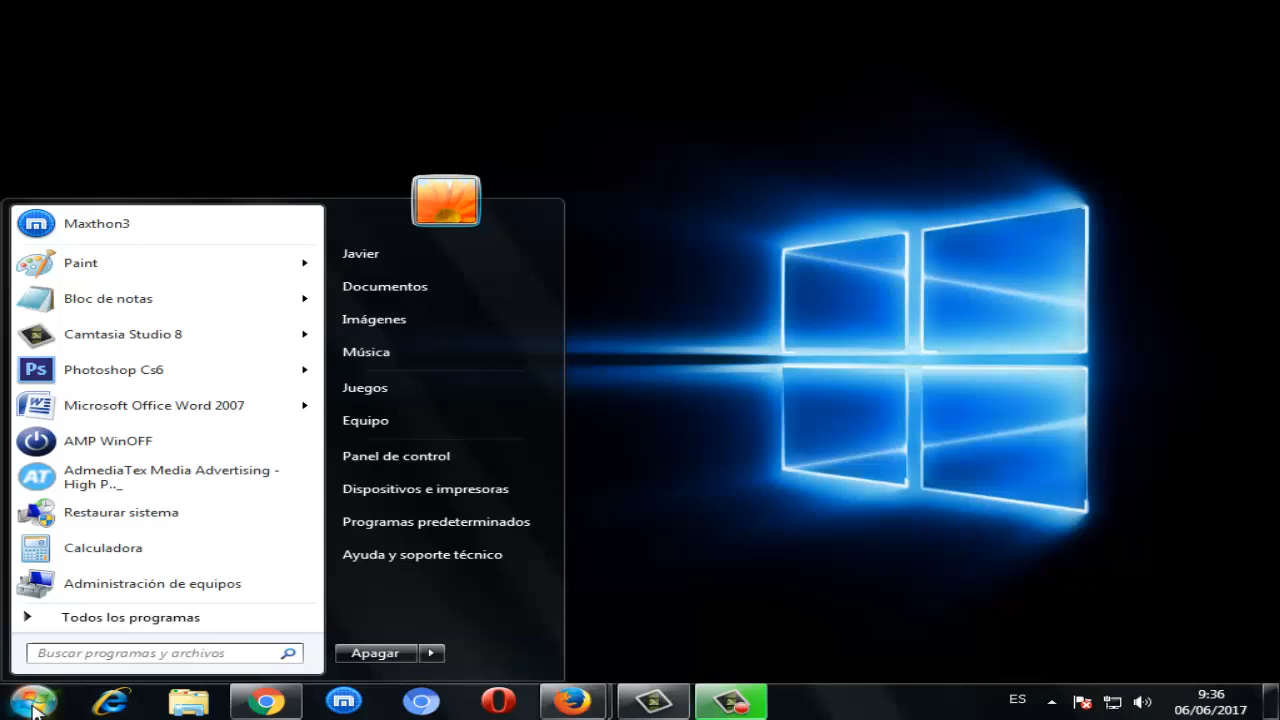 Maxthon3
Paint
Bloc de notas
Camtasia Studio 8
Ps
Photoshop Cs6
Microsoft Office Word 2007
AMP WinOFF
AT
AdmediaTex Media Advertising -
High P.._
Restaurar sistema
Calculadora
Administración de equipos
Todos los programas
Buscar programas y archivos
Javier
Documentos
Imágenes
Música
Juegos
Equipo
Panel de control
Dispositivos e impresoras
Programas predeterminados
Ayuda y soporte técnico
Apagar
ES
9:36
06/06/2017